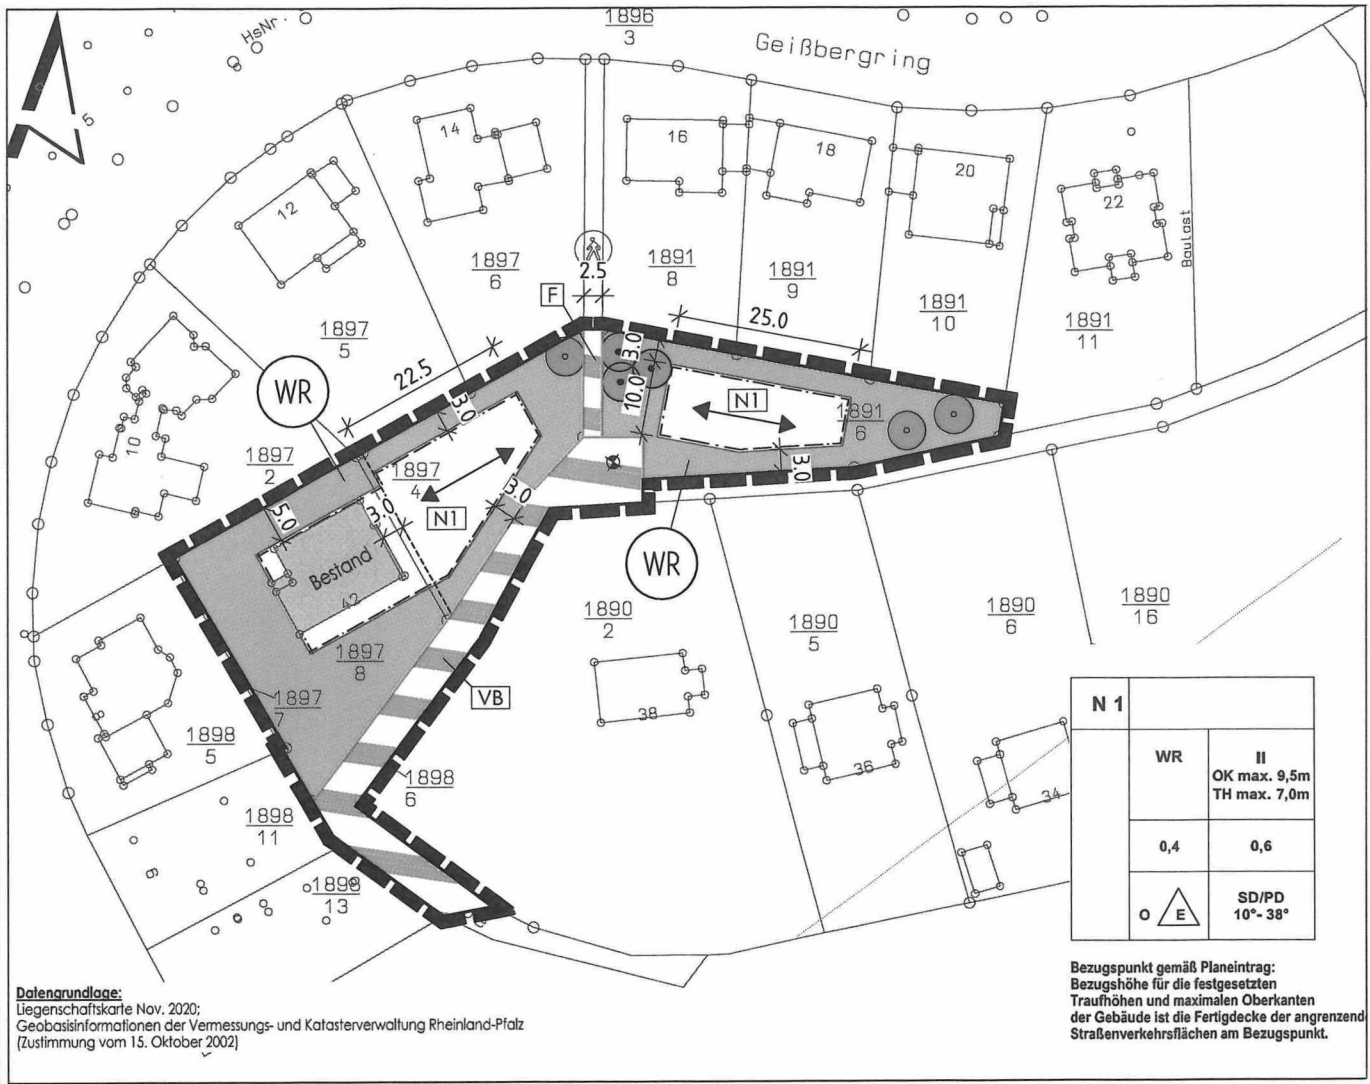 HsNr.
1896
3
Geißbergring
5
14
16
18
20
22
12
Baulast
1897
6
1891
8
1891
9
1891
10
1891
11
2.5
F
25.0
1897
5
3.0
22.5
WR
3.0
10.0
N1
1891
6
10
1897
2
1897
4
3.0
3.0
5.0
3.0
N1
WR
Bestand
42
1890
2
1890
5
1890
6
1890
16
1897
8
1897
7
VB
38
36
34
1898
5
1898
6
1898
11
1898
13
N 1
WR
II
OK max. 9,5m
TH max. 7,0m
0,4
0,6
O E
SD/PD
10°- 38°
Datengrundlage:
Liegenschaftskarte Nov. 2020;
Geobasisinformationen der Vermessungs- und Katasterverwaltung Rheinland-Pfalz
(Zustimmung vom 15. Oktober 2002)
Bezugspunkt gemäß Planeintrag:
Bezugshöhe für die festgesetzten
Traufhöhen und maximalen Oberkanten
der Gebäude ist die Fertigdecke der angrenzend
Straßenverkehrsflächen am Bezugspunkt.